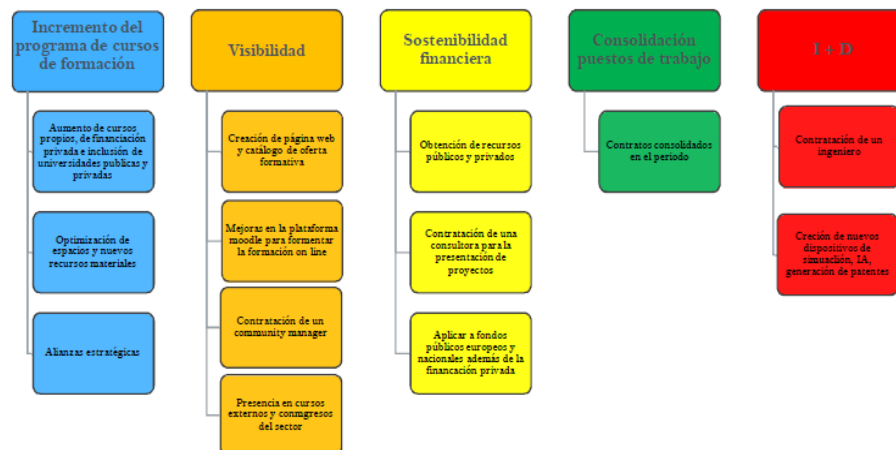 Incremento del
programa de cursos
de formación
Aumento de cursos
propios, de financiación
privada e inclusión de
universidades publicas y
privadas
Optimización de
espacios y nuevos
recursos materiales
Alianzas estratégicas
Visibilidad
Creación de página web
y catálogo de oferta
formativa
Mejoras en la plataforma
moodle para formentar
la formación on line
Contratación de un
community manager
Presencia en cursos
externos y conmgresos
del sector
Sostenibilidad
financiera
Obtención de recursos
públicos y privados
Contratación de una
consultora para la
presentación de
proyectos
Aplicar a fondos
públicos europeos y
nacionales además de la
financación privada
Consolidación
puestos de trabajo
Contratos consolidados
en el periodo
I + D
Contratación de un
ingeniero
Creción de nuevos
dispositivos de
simuaclión, IA,
generación de patentes